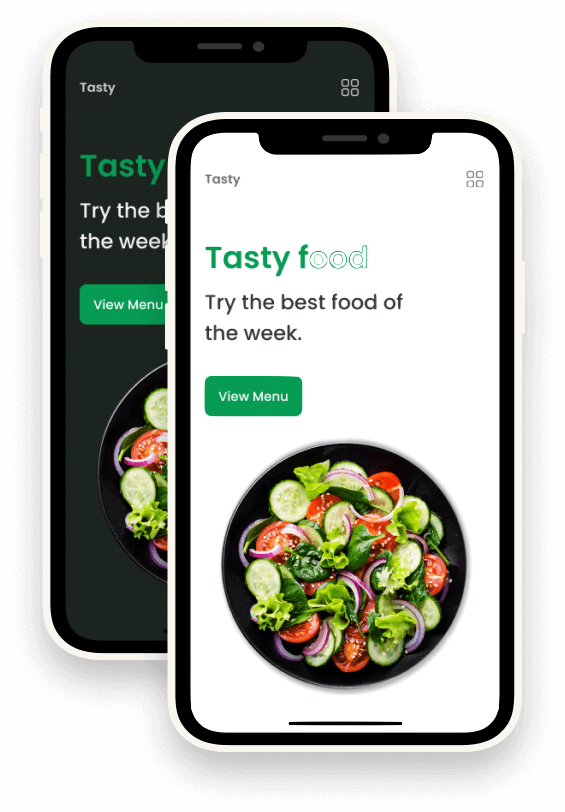 Tasty
Tasty
Try the b
the week
View Menu
Tasty
Tasty food
Try the best food of
the week.
View Menu